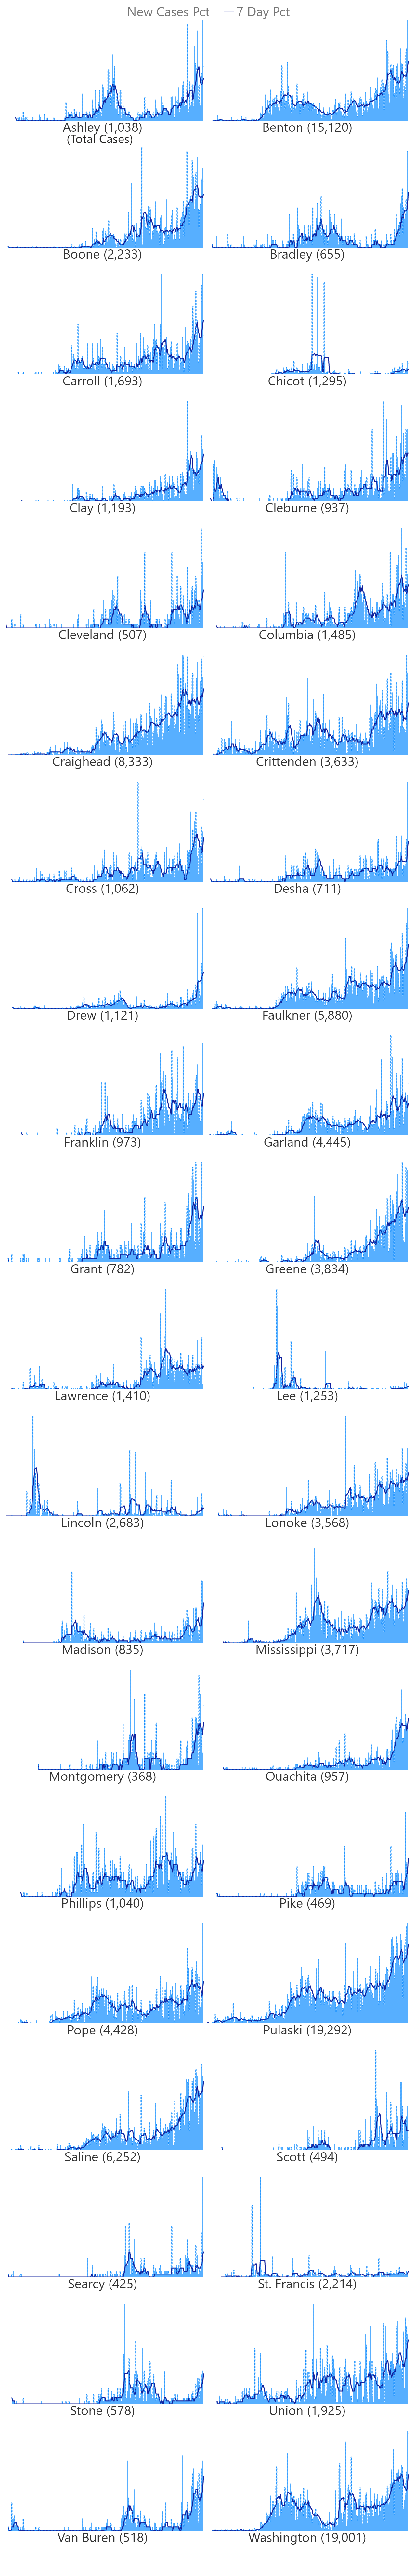 New Cases Pct 7 Day Pct
Ashley (1,038) Benton (15,120)
(Total Cases)
Boone (2,233) Bradley (655)
Carroll (1,693) Chicot (1,295)
Clay (1,193) Cleburne (937)
Cleveland (507) Columbia (1,485)
Craighead (8,333) Crittenden (3,633)
Cross (1,062) Desha (711)
Drew (1,121) Faulkner (5,880)
Franklin (973) Garland (4,445)
Grant (782) Greene (3,834)
Lawrence (1,410) Lee (1,253)
Lincoln (2,683) Lonoke (3,568)
Madison (835) Mississippi (3,717)
Montgomery (368) Ouachita (957)
Phillips (1,040) Pike (469)
Pope (4,428) Pulaski (19,292)
Saline (6,252) Scott (494)
Searcy (425) St. Francis (2,214)
Stone (578) Union (1,925)
Van Buren (518) Washington (19,001)